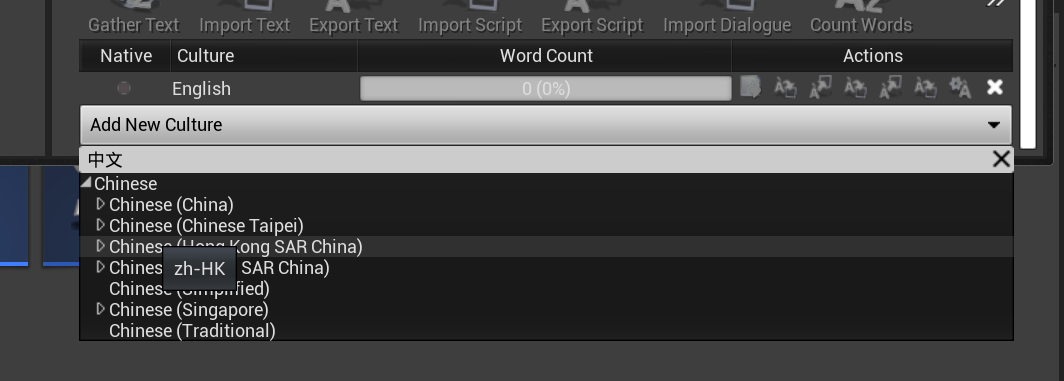 Gather Text Import Text Export Text Import Script Export Script Import Dialogue Count Words
Native Culture Word Count Actions
English 0 (0%)
Add New Culture
中文
Chinese
Chinese (China)
Chinese (Chinese Taipei)
Chinese (Hong Kong SAR China)
Chines SAR China)
zh-HK
Chinese (Simplified)
Chinese (Singapore)
Chinese (Traditional)